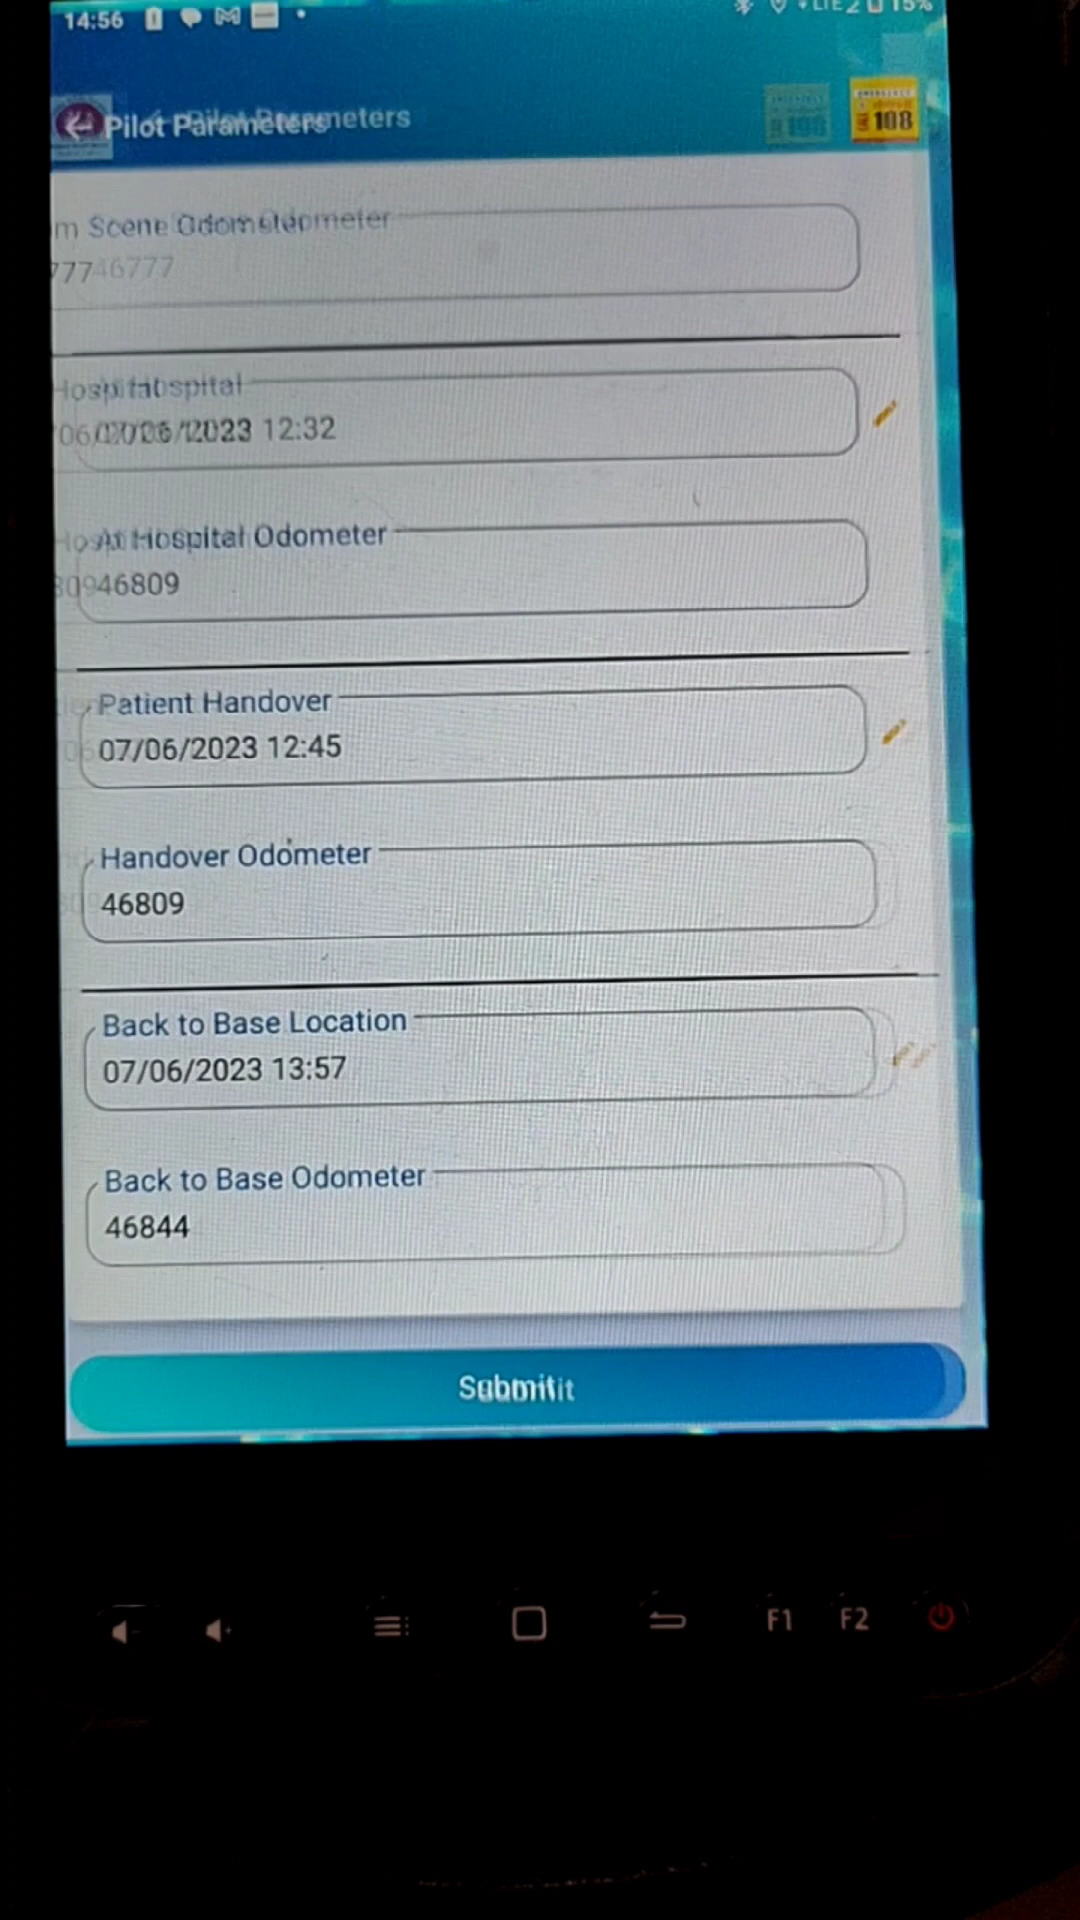 14:56
LTE 15%
Pilot Parameters
108
m Scene Odometer
46777
Hospital
06/2023 12:32
At Hospital Odometer
46809
Patient Handover
07/06/2023 12:45
Handover Odometer
46809
Back to Base Location
07/06/2023 13:57
Back to Base Odometer
46844
Submit
F1 F2